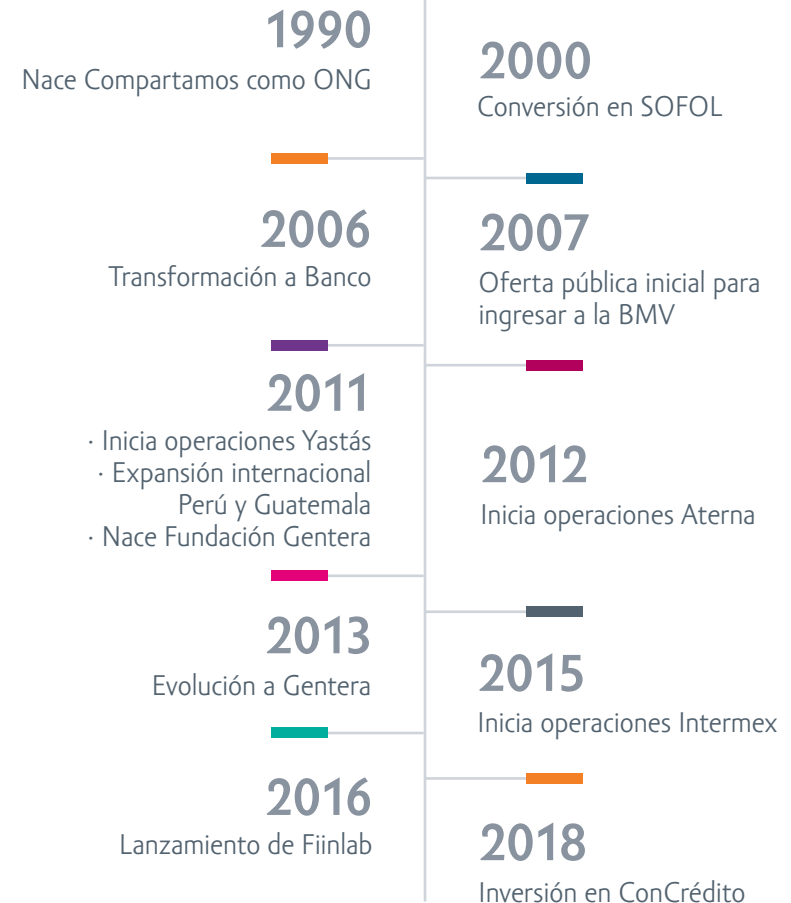 1990
Nace Compartamos como ONG
2000
Conversión en SOFOL
2006
Transformación a Banco
2007
Oferta pública inicial para
ingresar a la BMV
2011
· Inicia operaciones Yastás
· Expansión internacional
Perú y Guatemala
· Nace Fundación Gentera
2012
Inicia operaciones Aterna
2013
Evolución a Gentera
2015
Inicia operaciones Intermex
2016
Lanzamiento de Fiinlab
2018
Inversión en ConCrédito